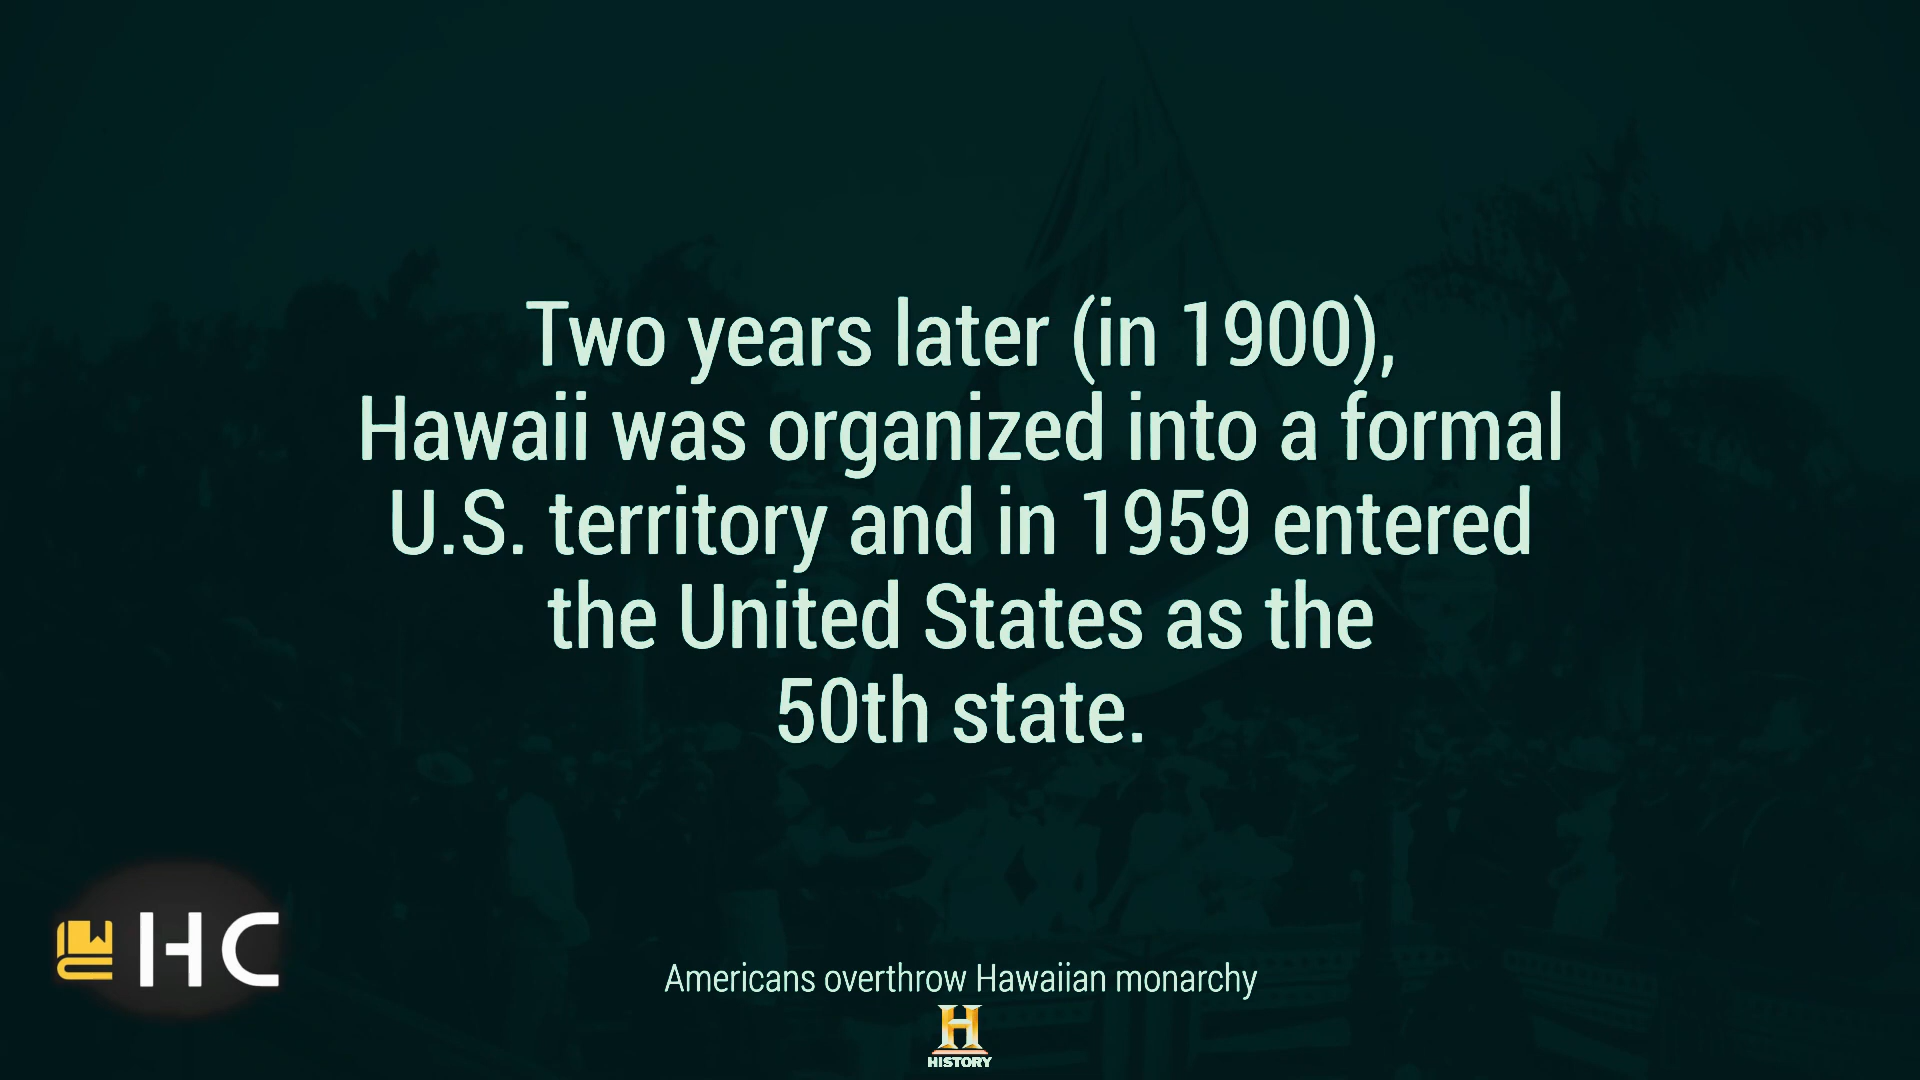 Two years later (in 1900),
Hawaii was organized into a formal
U.S. territory and in 1959 entered
the United States as the
50th state.
HC
Americans overthrow Hawaiian monarchy
H
HISTORY